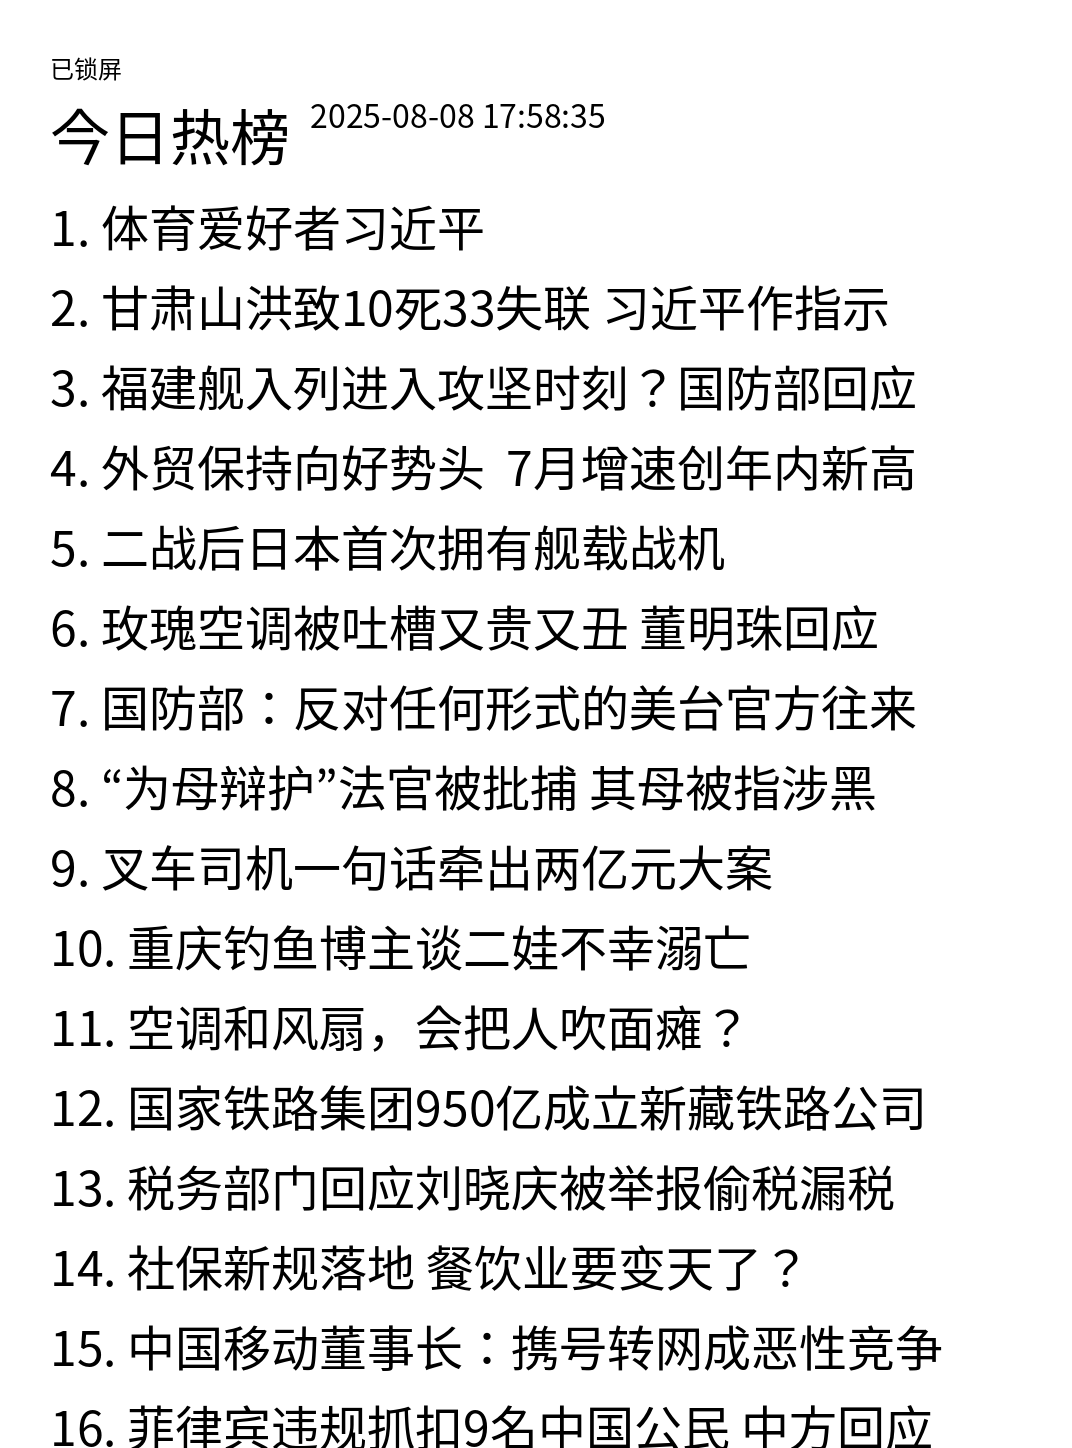 已锁屏
今日热榜 2025-08-08 17:58:35
1. 体育爱好者习近平
2. 甘肃山洪致10死33失联 习近平作指示
3. 福建舰入列进入攻坚时刻？国防部回应
4. 外贸保持向好势头 7月增速创年内新高
5. 二战后日本首次拥有舰载战机
6. 玫瑰空调被吐槽又贵又丑 董明珠回应
7. 国防部：反对任何形式的美台官方往来
8. “为母辩护”法官被批捕 其母被指涉黑
9. 叉车司机一句话牵出两亿元大案
10. 重庆钓鱼博主谈二娃不幸溺亡
11. 空调和风扇，会把人吹面瘫？
12. 国家铁路集团950亿成立新藏铁路公司
13. 税务部门回应刘晓庆被举报偷税漏税
14. 社保新规落地 餐饮业要变天了？
15. 中国移动董事长：携号转网成恶性竞争
16. 菲律宾违规抓扣9名中国公民 中方回应